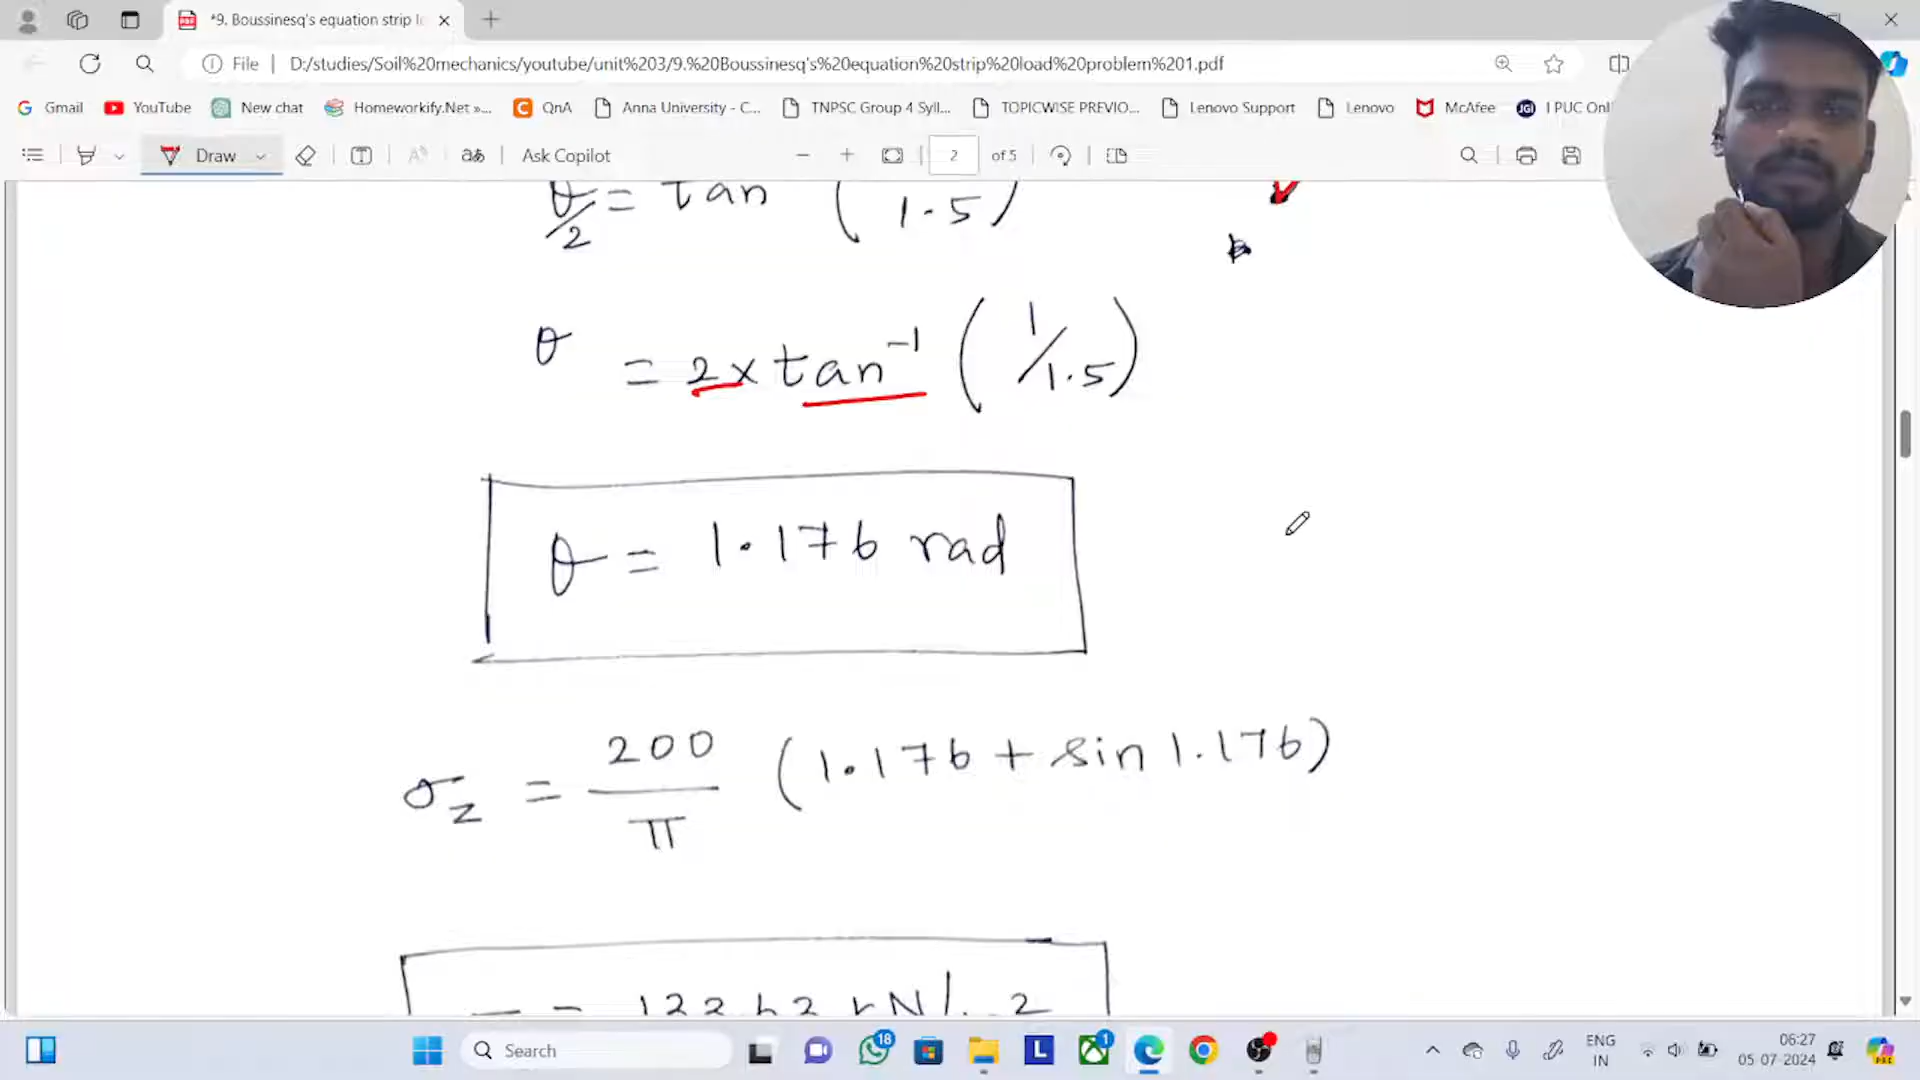 *9. Boussinesq's equation strip l
File | D:/studies/Soil%20mechanics/youtube/unit%203/9.%20Boussinesq's%20equation%20strip%20load%20problem%201.pdf
Gmail YouTube New chat Homeworkify.Net »... QnA Anna University - C... TNPSC Group 4 Syll... TOPICWISE PREVIO... Lenovo Support Lenovo McAfee I PUC Onl
Draw Ask Copilot 2 of 5
θ/2 = tan ( 1.5 )
θ = 2 x tan⁻¹ (1/1.5)
θ = 1.176 rad
σz = 200/π (1.176 + sin 1.176)
Search
18
1
ENG
IN
06:27
05-07-2024